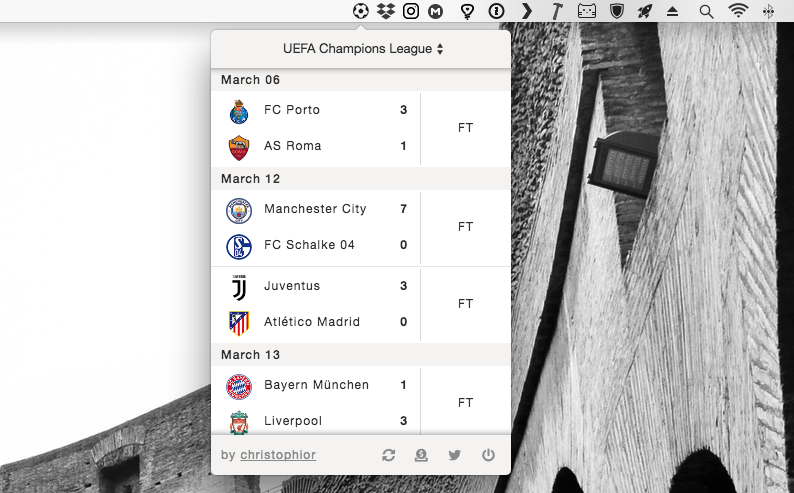 UEFA Champions League
March 06
FC Porto 3
FT
AS Roma 1
March 12
Manchester City 7
FT
FC Schalke 04 0
Juventus 3
FT
Atlético Madrid 0
March 13
Bayern München 1
FT
Liverpool 3
by christophior